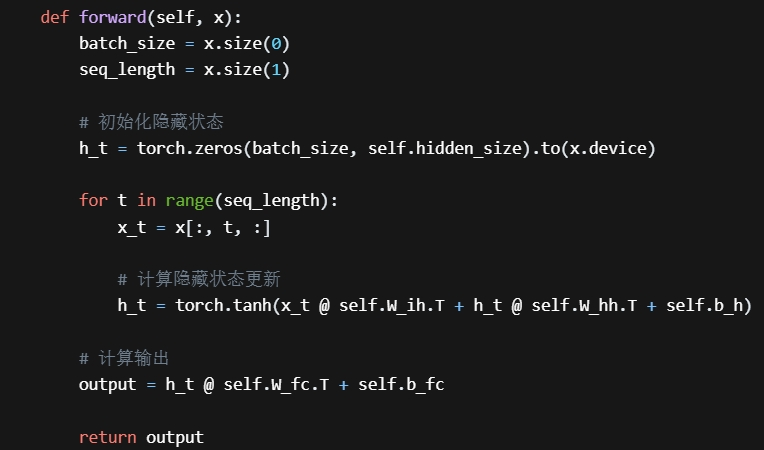 def forward(self, x):
batch_size = x.size(0)
seq_length = x.size(1)
# 初始化隐藏状态
h_t = torch.zeros(batch_size, self.hidden_size).to(x.device)
for t in range(seq_length):
x_t = x[:, t, :]
# 计算隐藏状态更新
h_t = torch.tanh(x_t @ self.W_ih.T + h_t @ self.W_hh.T + self.b_h)
# 计算输出
output = h_t @ self.W_fc.T + self.b_fc
return output